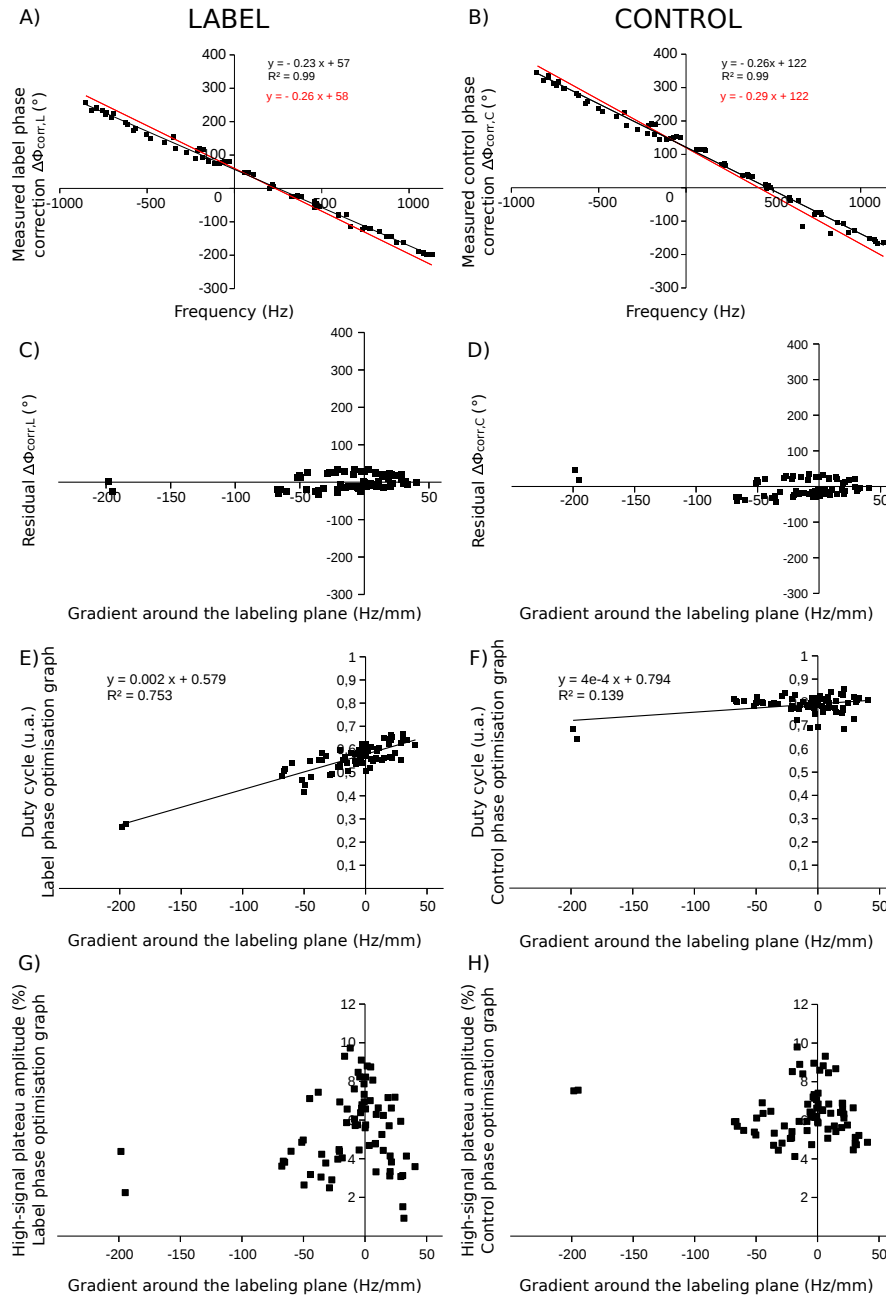 A)
LABEL
B)
CONTROL
Measured label phase
correction ΔΦcorr,L (°)
y = - 0.23 x + 57
R² = 0.99
y = - 0.26 x + 58
400
300
200
100
0
-100
-200
-300
-1000
-500
500
1000
Frequency (Hz)
Measured control phase
correction ΔΦcorr,C (°)
y = -0.26x + 122
R² = 0.99
y = -0.29 x + 122
400
300
200
100
0
-100
-200
-300
-1000
-500
500
1000
Frequency (Hz)
C)
Residual ΔΦcorr,L (°)
400
300
200
100
-100
-200
-300
-200
-150
-100
-50
0
50
Gradient around the labeling plane (Hz/mm)
D)
Residual ΔΦcorr,C (°)
400
300
200
100
-100
-200
-300
-200
-150
-100
-50
0
50
Gradient around the labeling plane (Hz/mm)
E)
Duty cycle (u.a.)
Label phase optimisation graph
y = 0.002 x + 0.579
R² = 0.753
1
0,9
0,8
0,7
0,6
0,5
0,4
0,3
0,2
0,1
-200
-150
-100
-50
0
50
Gradient around the labeling plane (Hz/mm)
F)
Duty cycle (u.a.)
Control phase optimisation graph
y = 4e-4 x + 0.794
R² = 0.139
1
0,9
0,8
0,7
0,6
0,5
0,4
0,3
0,2
0,1
-200
-150
-100
-50
0
50
Gradient around the labeling plane (Hz/mm)
G)
High-signal plateau amplitude (%)
Label phase optimisation graph
12
10
8
6
4
2
-200
-150
-100
-50
0
50
Gradient around the labeling plane (Hz/mm)
H)
High-signal plateau amplitude (%)
Control phase optimisation graph
12
10
8
6
4
2
-200
-150
-100
-50
0
50
Gradient around the labeling plane (Hz/mm)